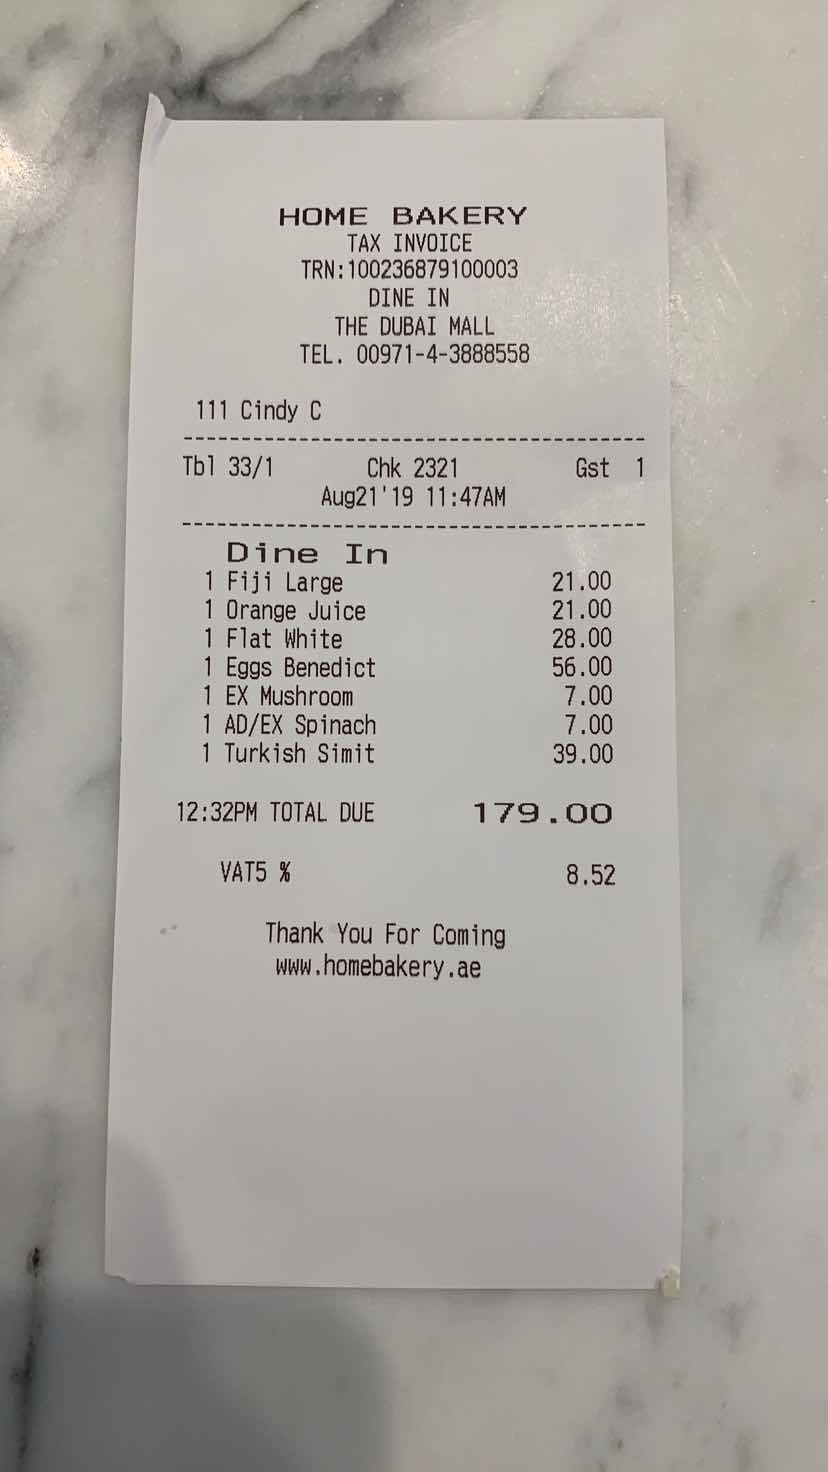 HOME BAKERY
TAX INVOICE
TRN:100236879100003
DINE IN
THE DUBAI MALL
TEL. 00971-4-3888558
111 Cindy C
Tbl 33/1 Chk 2321 Gst 1
Aug21'19 11:47AM
Dine In
1 Fiji Large 21.00
1 Orange Juice 21.00
1 Flat White 28.00
1 Eggs Benedict 56.00
1 EX Mushroom 7.00
1 AD/EX Spinach 7.00
1 Turkish Simit 39.00
12:32PM TOTAL DUE 179.00
VAT5 % 8.52
Thank You For Coming
www.homebakery.ae